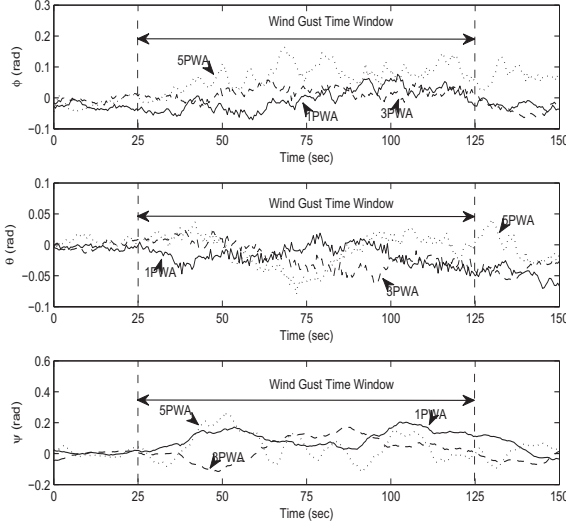 0.3
0.2
0.1
0
−0.1
ϕ (rad)
Wind Gust Time Window
5PWA
1PWA
3PWA
0 25 50 75 100 125 150
Time (sec)
0.1
0.05
0
−0.05
−0.1
θ (rad)
Wind Gust Time Window
5PWA
1PWA
3PWA
0 25 50 75 100 125 150
Time (sec)
0.6
0.4
0.2
0
−0.2
ψ (rad)
Wind Gust Time Window
5PWA
1PWA
3PWA
0 25 50 75 100 125 150
Time (sec)